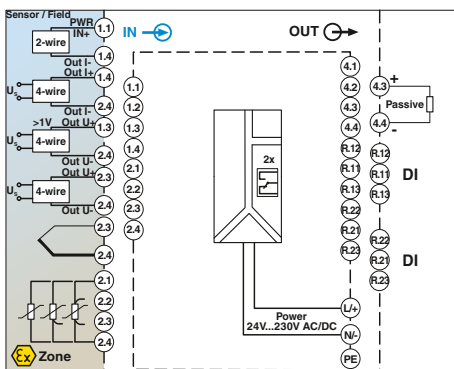 Sensor / Field
PWR
IN+
2-wire
1.1
1.4
Out I-
Out I+
4-wire
Us
2.4
Out I-
>1V
Out U+
1.3
4-wire
Us
2.4
Out U-
Out U+
2.3
4-wire
Us
2.4
Out U-
2.3
2.4
2.1
2.2
2.3
2.4
Ex
Zone
IN
OUT
1.1
1.2
1.3
1.4
2.1
2.2
2.3
2.4
2x
Power
24V...230V AC/DC
4.1
4.2
4.3
4.4
R.12
R.11
R.13
R.22
R.21
R.23
L/+
N/-
PE
4.3
+
Passive
4.4
-
R.12
R.11
DI
R.13
R.22
R.21
DI
R.23